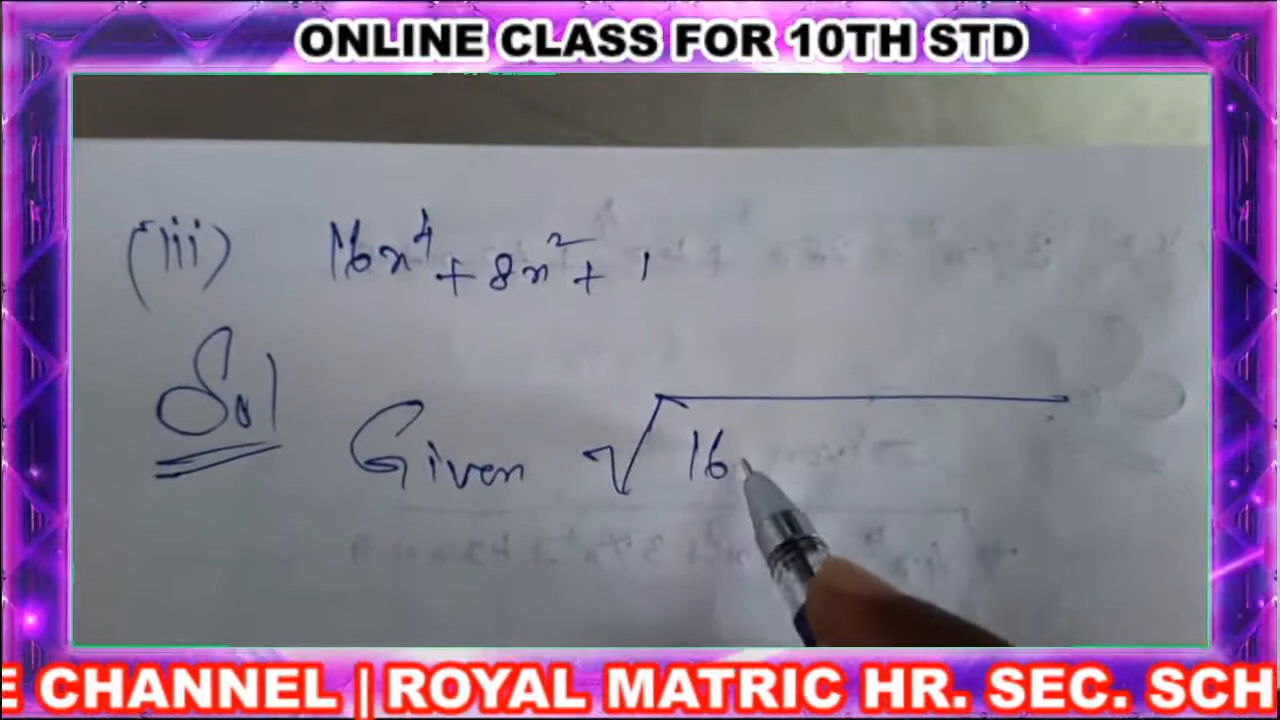 ONLINE CLASS FOR 10TH STD
(iii) 16x⁴ + 8x² + 1
Sol
Given √16
E CHANNEL | ROYAL MATRIC HR. SEC. SCH